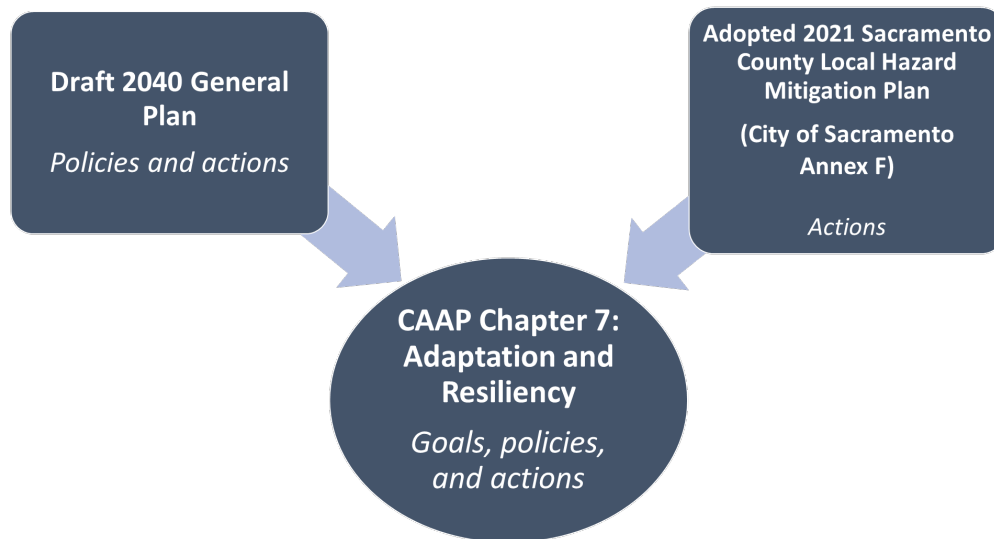 Draft 2040 General
Plan
Policies and actions
Adopted 2021 Sacramento
County Local Hazard
Mitigation Plan
(City of Sacramento
Annex F)
Actions
CAAP Chapter 7:
Adaptation and
Resiliency
Goals, policies,
and actions